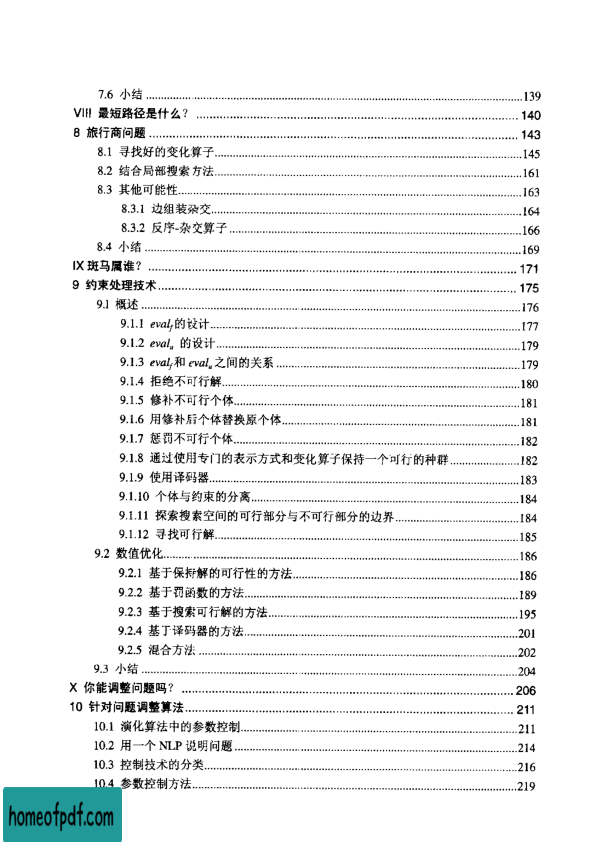 7.6 小结 ........ 139
VIII 最短路径是什么？ ........ 140
8 旅行商问题 ........ 143
8.1 寻找好的变化算子 ........ 145
8.2 结合局部搜索方法 ........ 161
8.3 其他可能性 ........ 163
8.3.1 边组装杂交 ........ 164
8.3.2 反序-杂交算子 ........ 166
8.4 小结 ........ 169
IX 斑马属谁？ ........ 171
9 约束处理技术 ........ 175
9.1 概述 ........ 176
9.1.1 eval_f 的设计 ........ 177
9.1.2 eval_u 的设计 ........ 179
9.1.3 eval_f 和 eval_u 之间的关系 ........ 179
9.1.4 拒绝不可行解 ........ 180
9.1.5 修补不可行个体 ........ 181
9.1.6 用修补后个体替换原个体 ........ 181
9.1.7 惩罚不可行个体 ........ 182
9.1.8 通过使用专门的表示方式和变化算子保持一个可行的种群 ........ 182
9.1.9 使用译码器 ........ 183
9.1.10 个体与约束的分离 ........ 184
9.1.11 探索搜索空间的可行部分与不可行部分的边界 ........ 184
9.1.12 寻找可行解 ........ 185
9.2 数值优化 ........ 186
9.2.1 基于保持解的可行性的方法 ........ 186
9.2.2 基于罚函数的方法 ........ 189
9.2.3 基于搜索可行解的方法 ........ 195
9.2.4 基于译码器的方法 ........ 201
9.2.5 混合方法 ........ 202
9.3 小结 ........ 204
X 你能调整问题吗？ ........ 206
10 针对问题调整算法 ........ 211
10.1 演化算法中的参数控制 ........ 211
10.2 用一个 NLP 说明问题 ........ 214
10.3 控制技术的分类 ........ 216
10.4 参数控制方法 ........ 219
homeofpdf.com